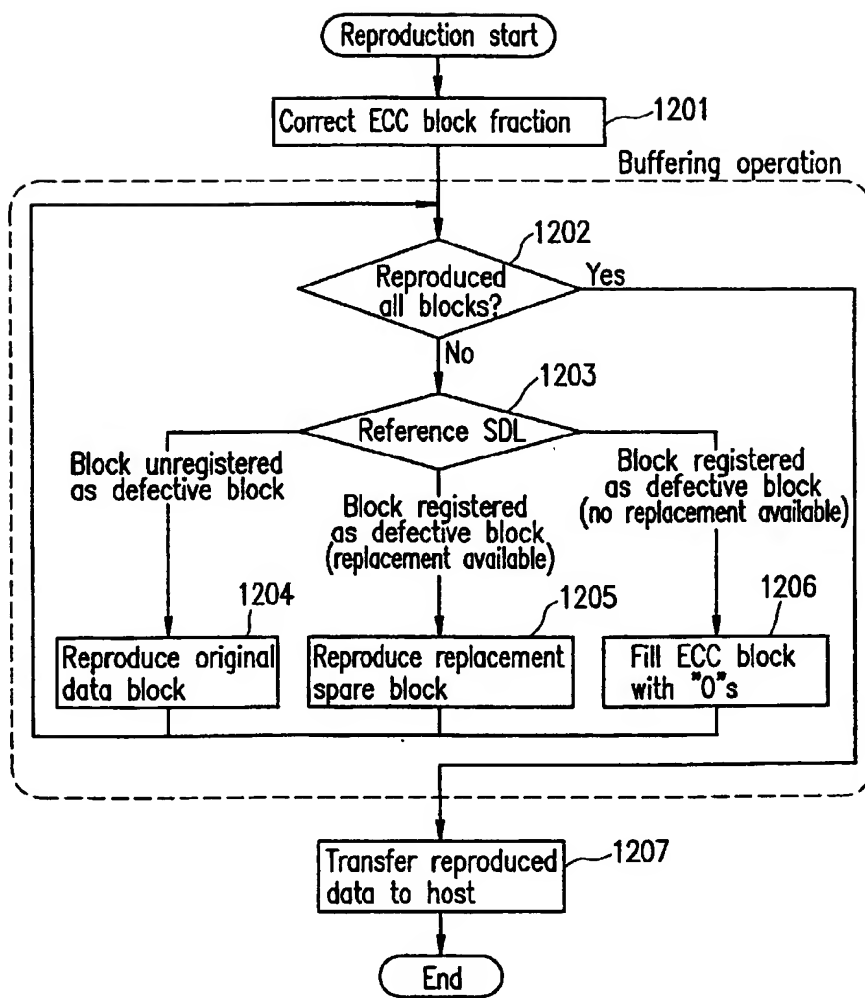 Reproduction start
Correct ECC block fraction
1201
Buffering operation
1202
Reproduced
all blocks?
Yes
No
1203
Reference SDL
Block unregistered
as defective block
Block registered
as defective block
(replacement available)
Block registered
as defective block
(no replacement available)
1204
Reproduce original
data block
1205
Reproduce replacement
spare block
1206
Fill ECC block
with "0"s
1207
Transfer reproduced
data to host
End